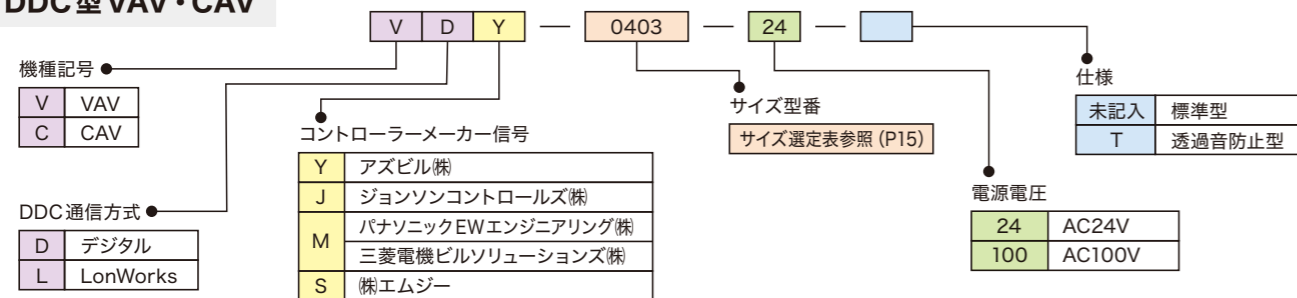 DDC型 VAV・CAV
V D Y — 0403 — 24 —
機種記号
V VAV
C CAV
DDC通信方式
D デジタル
L LonWorks
コントローラーメーカー信号
Y アズビル㈱
J ジョンソンコントロールズ㈱
M パナソニックEWエンジニアリング㈱
三菱電機ビルソリューションズ㈱
S ㈱エムジー
サイズ型番
サイズ選定表参照 (P15)
電源電圧
24 AC24V
100 AC100V
仕様
未記入 標準型
T 透過音防止型